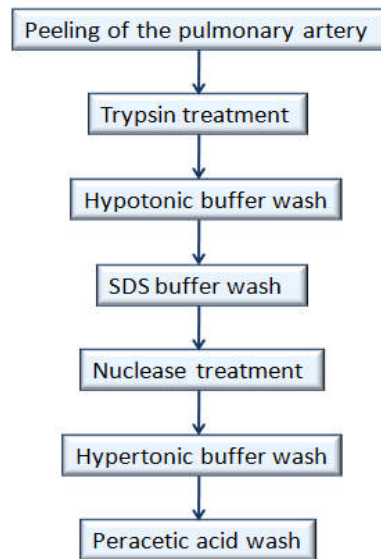 Peeling of the pulmonary artery
Trypsin treatment
Hypotonic buffer wash
SDS buffer wash
Nuclease treatment
Hypertonic buffer wash
Peracetic acid wash